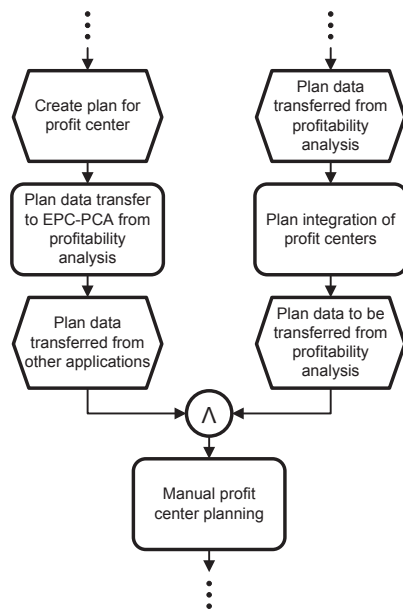 Create plan for
profit center
Plan data
transferred from
profitability
analysis
Plan data transfer
to EPC-PCA from
profitability
analysis
Plan integration of
profit centers
Plan data
transferred from
other applications
Plan data to be
transferred from
profitability
analysis
Λ
Manual profit
center planning